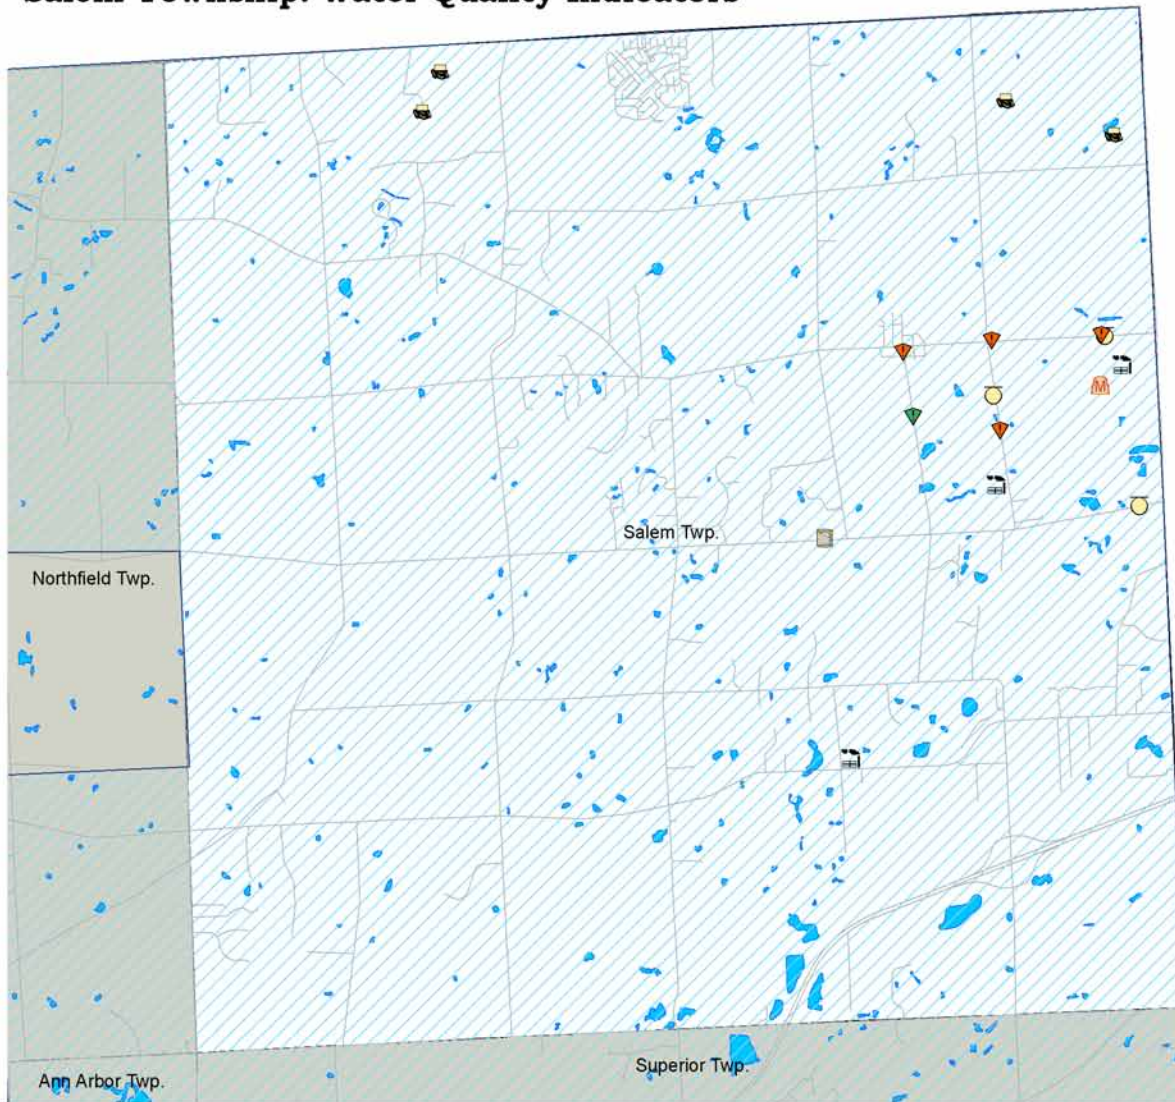 Salem Township: Water Quality Indicators
Salem Twp.
Northfield Twp.
M
Superior Twp.
Ann Arbor Twp.